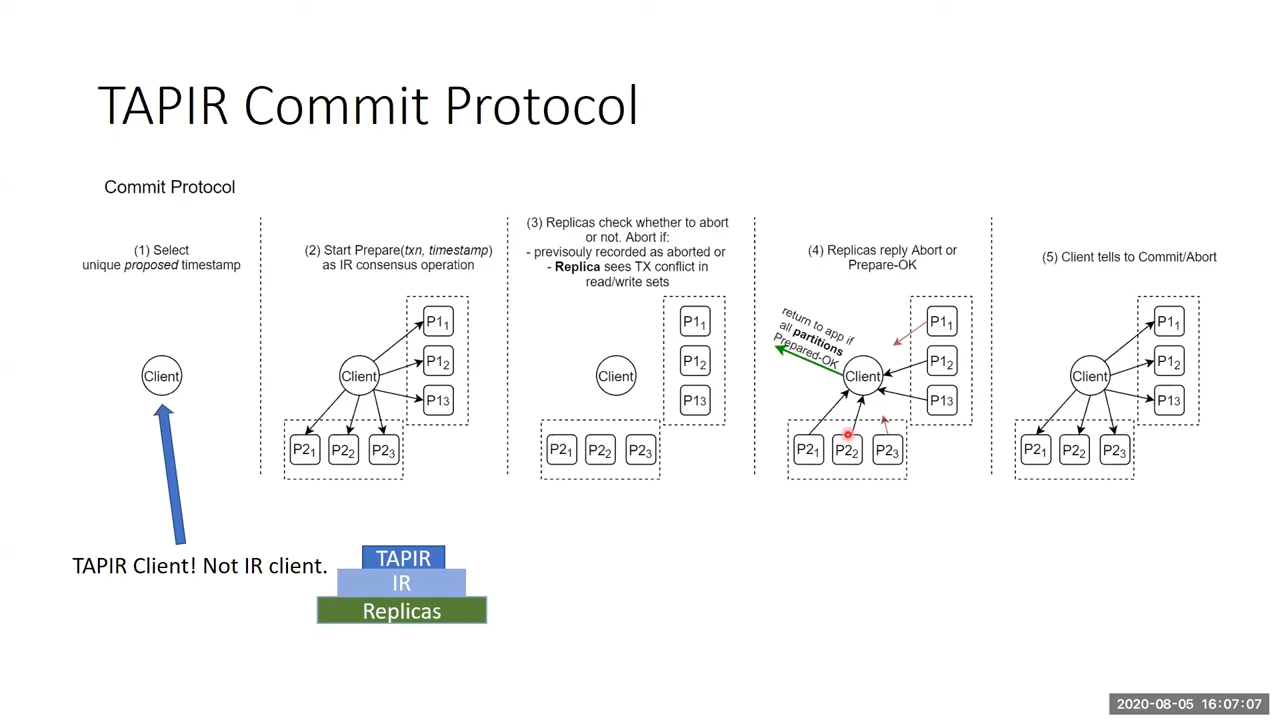 TAPIR Commit Protocol
Commit Protocol
(1) Select
unique proposed timestamp
Client
(2) Start Prepare(txn, timestamp)
as IR consensus operation
P1₁
Client
P1₂
P1₃
P2₁ P2₂ P2₃
(3) Replicas check whether to abort
or not. Abort if:
- previsouly recorded as aborted or
- Replica sees TX conflict in
read/write sets
P1₁
Client
P1₂
P1₃
P2₁ P2₂ P2₃
(4) Replicas reply Abort or
Prepare-OK
return to app if
all partitions
Prepared-OK
P1₁
Client
P1₂
P1₃
P2₁ P2₂ P2₃
(5) Client tells to Commit/Abort
P1₁
Client
P1₂
P1₃
P2₁ P2₂ P2₃
TAPIR Client! Not IR client.
TAPIR
IR
Replicas
2020-08-05 16:07:07